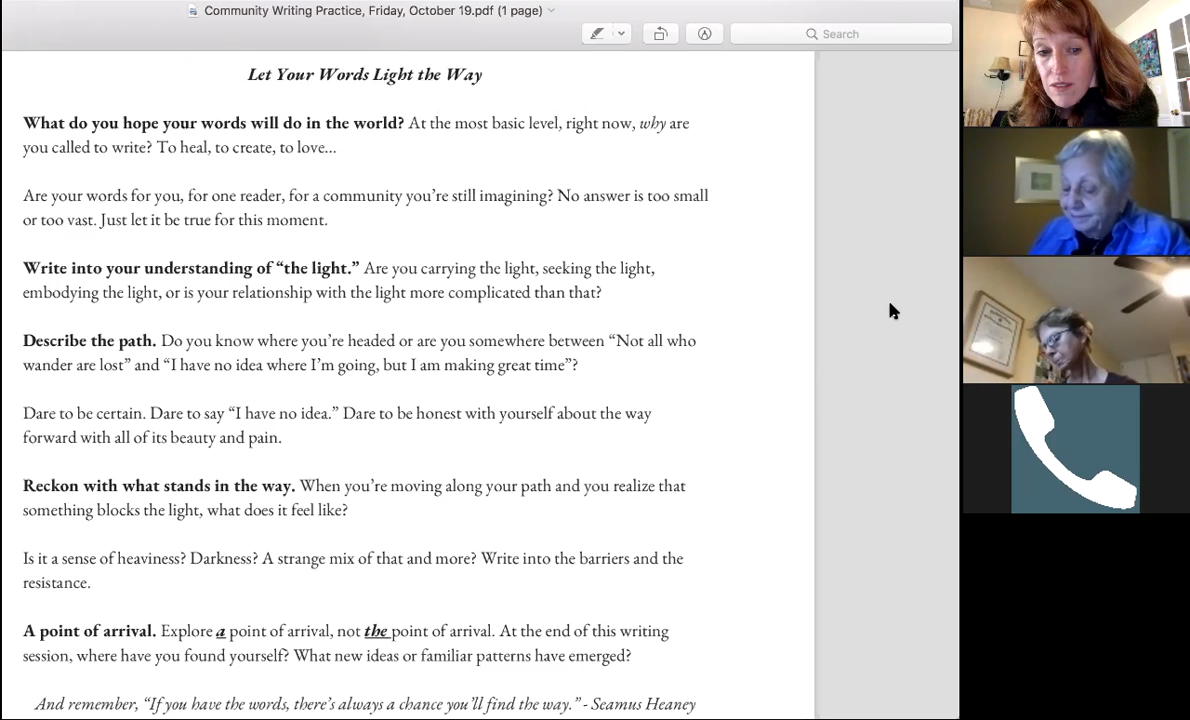 Community Writing Practice, Friday, October 19.pdf (1 page)
Search
Let Your Words Light the Way
What do you hope your words will do in the world? At the most basic level, right now, why are
you called to write? To heal, to create, to love...
Are your words for you, for one reader, for a community you’re still imagining? No answer is too small
or too vast. Just let it be true for this moment.
Write into your understanding of “the light.” Are you carrying the light, seeking the light,
embodying the light, or is your relationship with the light more complicated than that?
Describe the path. Do you know where you’re headed or are you somewhere between “Not all who
wander are lost” and “I have no idea where I’m going, but I am making great time”?
Dare to be certain. Dare to say “I have no idea.” Dare to be honest with yourself about the way
forward with all of its beauty and pain.
Reckon with what stands in the way. When you’re moving along your path and you realize that
something blocks the light, what does it feel like?
Is it a sense of heaviness? Darkness? A strange mix of that and more? Write into the barriers and the
resistance.
A point of arrival. Explore a point of arrival, not the point of arrival. At the end of this writing
session, where have you found yourself? What new ideas or familiar patterns have emerged?
And remember, “If you have the words, there’s always a chance you’ll find the way.” - Seamus Heaney